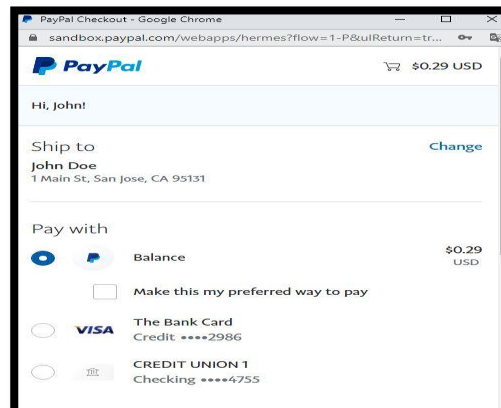 PayPal Checkout - Google Chrome
sandbox.paypal.com/webapps/hermes?flow=1-P&ulReturn=tr...
PayPal
$0.29 USD
Hi, John!
Ship to
Change
John Doe
1 Main St, San Jose, CA 95131
Pay with
Balance
$0.29
USD
Make this my preferred way to pay
VISA
The Bank Card
Credit ••••2986
CREDIT UNION 1
Checking ••••4755